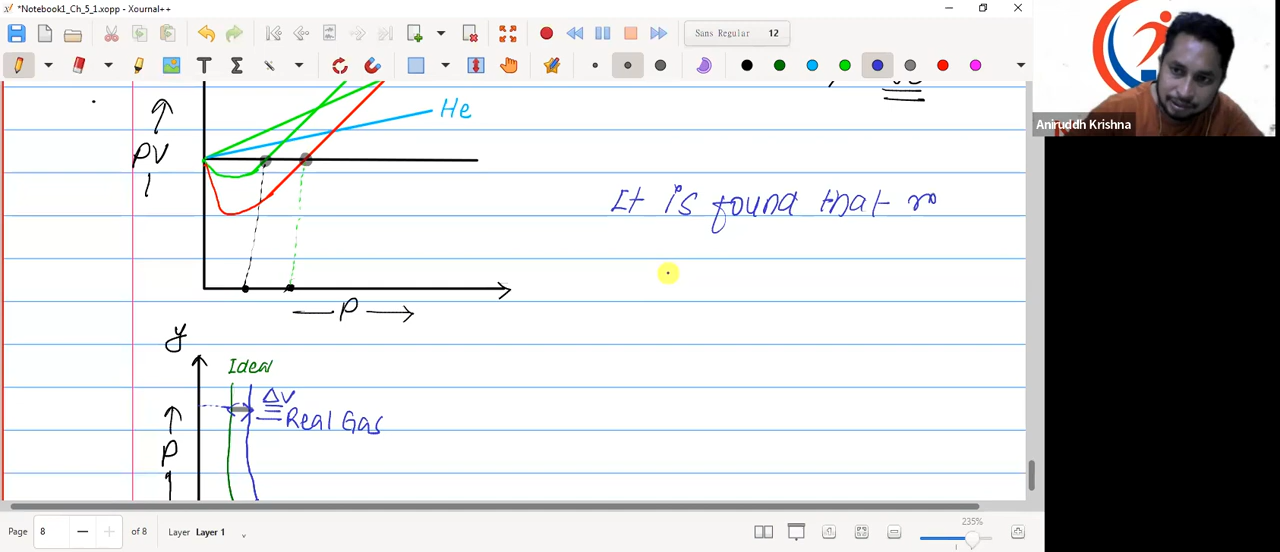 *Notebook1_Ch_5_1.xopp - Xournal++
Sans Regular 12
Aniruddh Krishna
He
PV
It is found that
P
y
Ideal
ΔV
Real Gas
P
Page 8 of 8 Layer Layer 1
235%